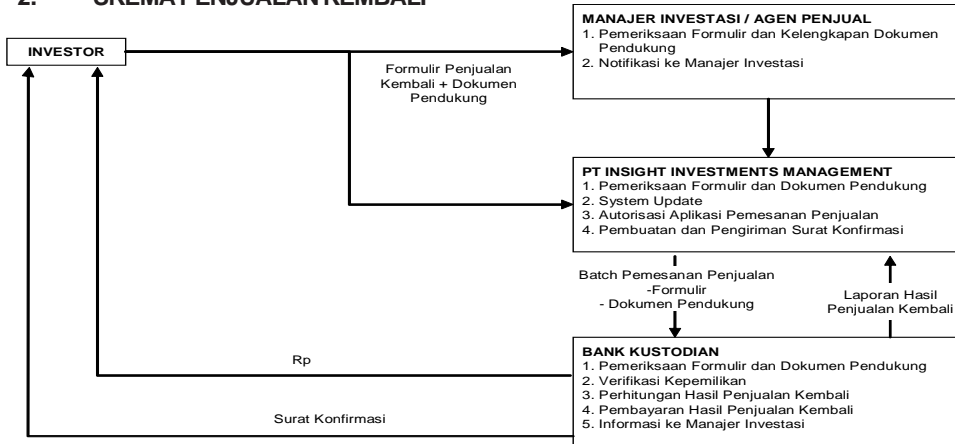 2. SKEMA PENJUALAN KEMBALI
MANAJER INVESTASI / AGEN PENJUAL
1. Pemeriksaan Formulir dan Kelengkapan Dokumen
Pendukung
2. Notifikasi ke Manajer Investasi
INVESTOR
Formulir Penjualan
Kembali + Dokumen
Pendukung
PT INSIGHT INVESTMENTS MANAGEMENT
1. Pemeriksaan Formulir dan Dokumen Pendukung
2. System Update
3. Autorisasi Aplikasi Pemesanan Penjualan
4. Pembuatan dan Pengiriman Surat Konfirmasi
Batch Pemesanan Penjualan
-Formulir
- Dokumen Pendukung
Laporan Hasil
Penjualan Kembali
BANK KUSTODIAN
1. Pemeriksaan Formulir dan Dokumen Pendukung
2. Verifikasi Kepemilikan
3. Perhitungan Hasil Penjualan Kembali
4. Pembayaran Hasil Penjualan Kembali
5. Informasi ke Manajer Investasi
Rp
Surat Konfirmasi